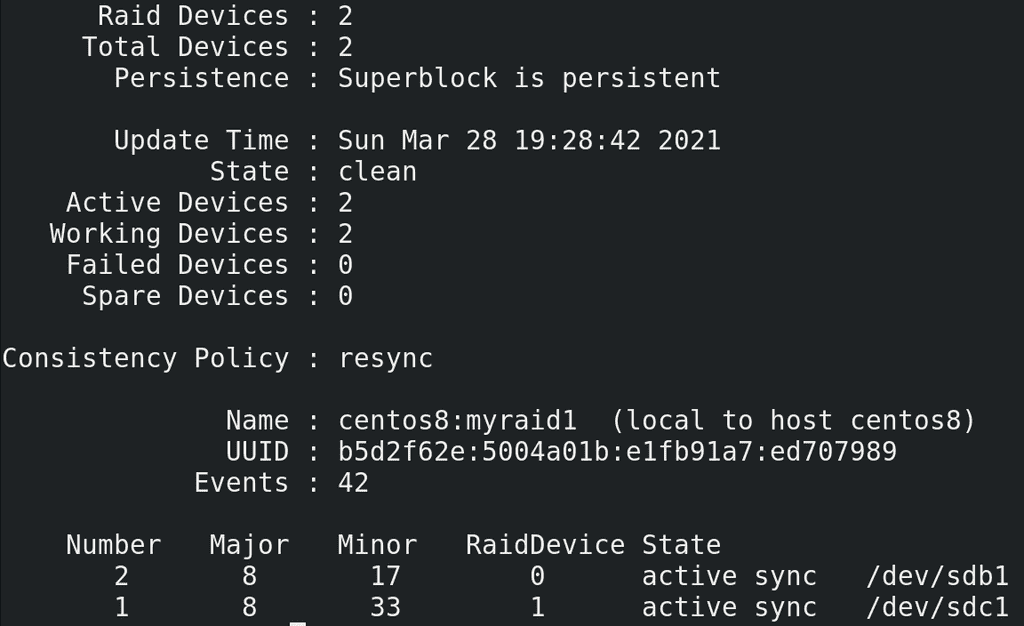 Raid Devices : 2
Total Devices : 2
Persistence : Superblock is persistent
Update Time : Sun Mar 28 19:28:42 2021
State : clean
Active Devices : 2
Working Devices : 2
Failed Devices : 0
Spare Devices : 0
Consistency Policy : resync
Name : centos8:myraid1  (local to host centos8)
UUID : b5d2f62e:5004a01b:e1fb91a7:ed707989
Events : 42
Number   Major   Minor   RaidDevice State
2       8       17        0      active sync   /dev/sdb1
1       8       33        1      active sync   /dev/sdc1